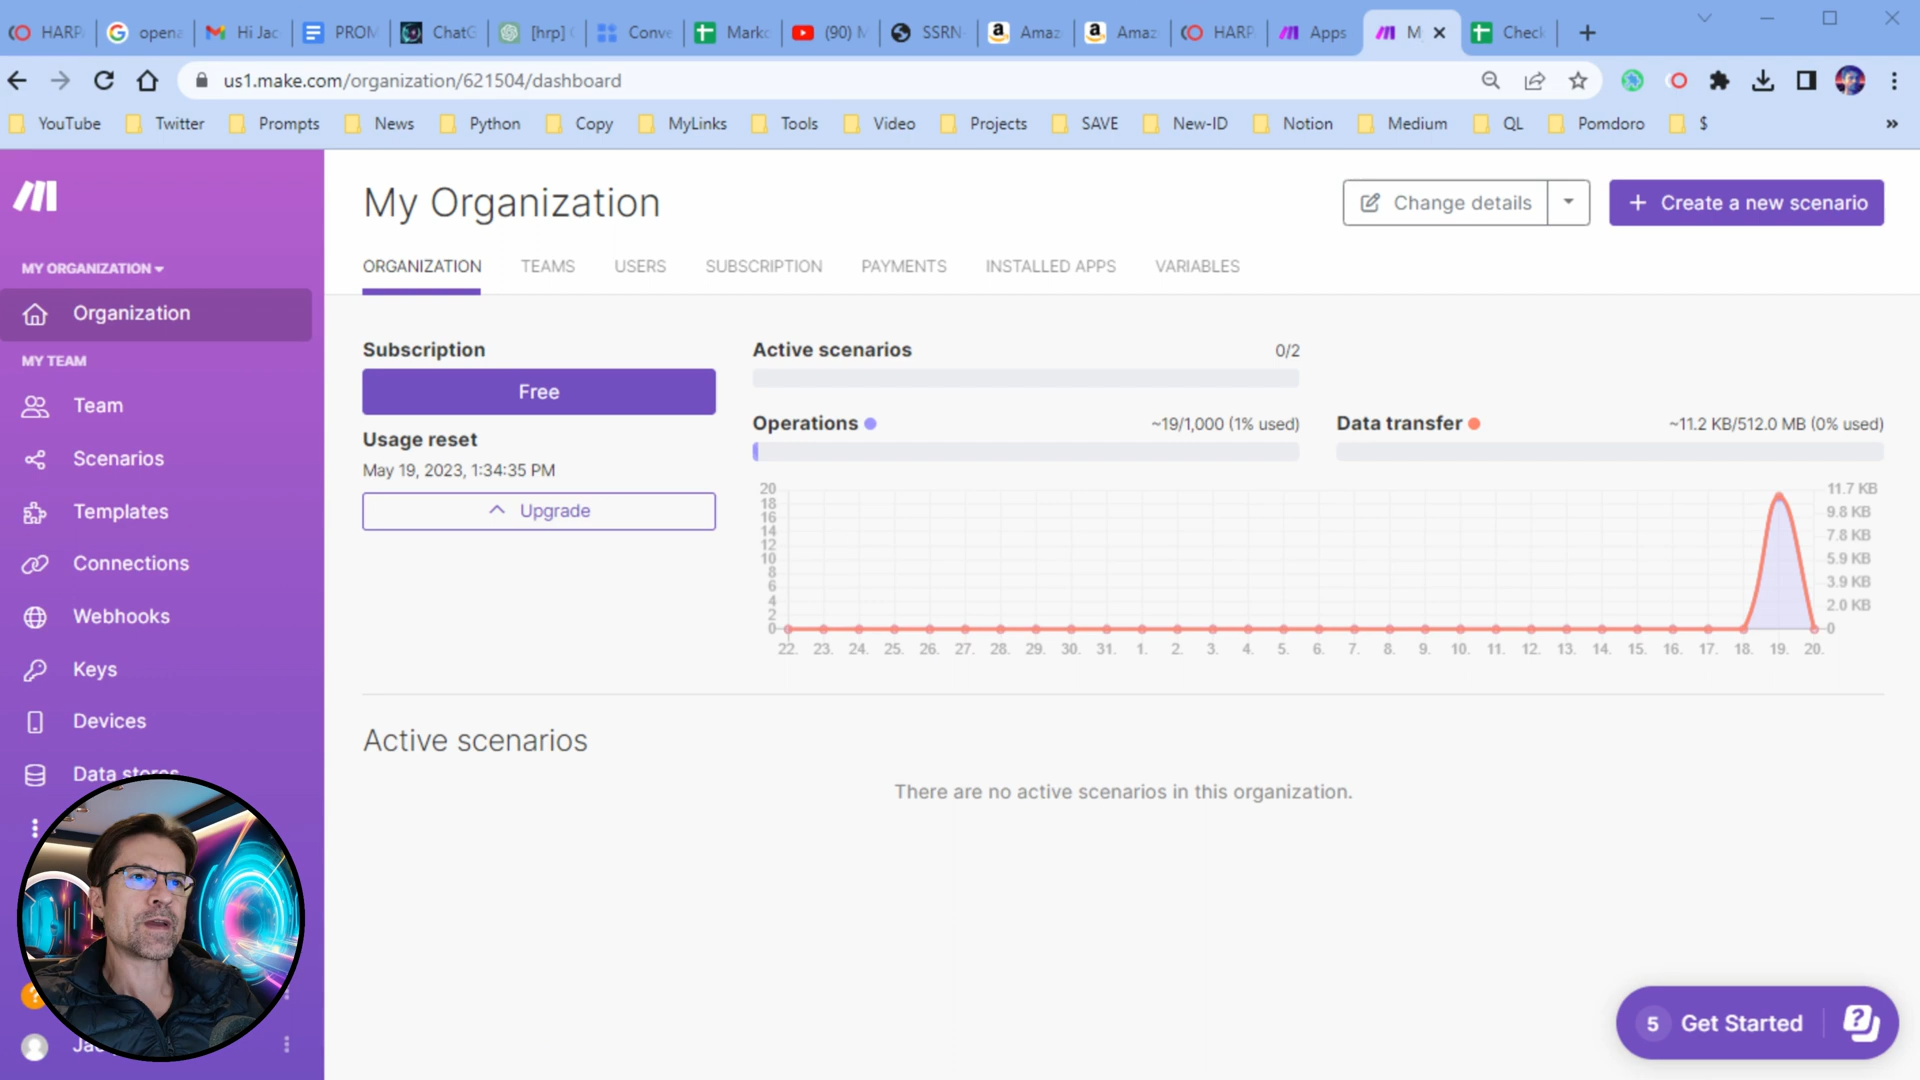 HARP
opena
Hi Jac
PROM
ChatG
[hrp]
Conve
Marko
(90) M
SSRN
Amaz
Amaz
HARP
Apps
M
Check
us1.make.com/organization/621504/dashboard
YouTube
Twitter
Prompts
News
Python
Copy
MyLinks
Tools
Video
Projects
SAVE
New-ID
Notion
Medium
QL
Pomdoro
$
»
My Organization
Change details
+ Create a new scenario
MY ORGANIZATION
ORGANIZATION
TEAMS
USERS
SUBSCRIPTION
PAYMENTS
INSTALLED APPS
VARIABLES
Organization
MY TEAM
Team
Scenarios
Templates
Connections
Webhooks
Keys
Devices
Data stores
Subscription
Free
Usage reset
May 19, 2023, 1:34:35 PM
Upgrade
Active scenarios
0/2
Operations
~19/1,000 (1% used)
Data transfer
~11.2 KB/512.0 MB (0% used)
20
18
16
14
12
10
8
6
4
2
0
11.7 KB
9.8 KB
7.8 KB
5.9 KB
3.9 KB
2.0 KB
0
22. 23. 24. 25. 26. 27. 28. 29. 30. 31. 1. 2. 3. 4. 5. 6. 7. 8. 9. 10. 11. 12. 13. 14. 15. 16. 17. 18. 19. 20.
Active scenarios
There are no active scenarios in this organization.
5 Get Started
?